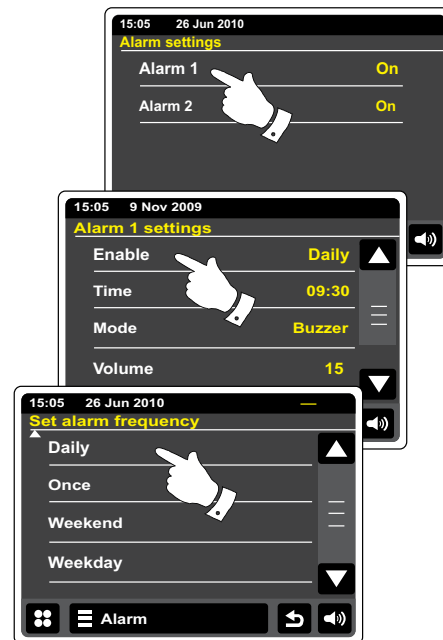 15:05 26 Jun 2010
Alarm settings
Alarm 1 On
Alarm 2 On
15:05 9 Nov 2009
Alarm 1 settings
Enable Daily
Time 09:30
Mode Buzzer
Volume 15
15:05 26 Jun 2010
Set alarm frequency
Daily
Once
Weekend
Weekday
Alarm